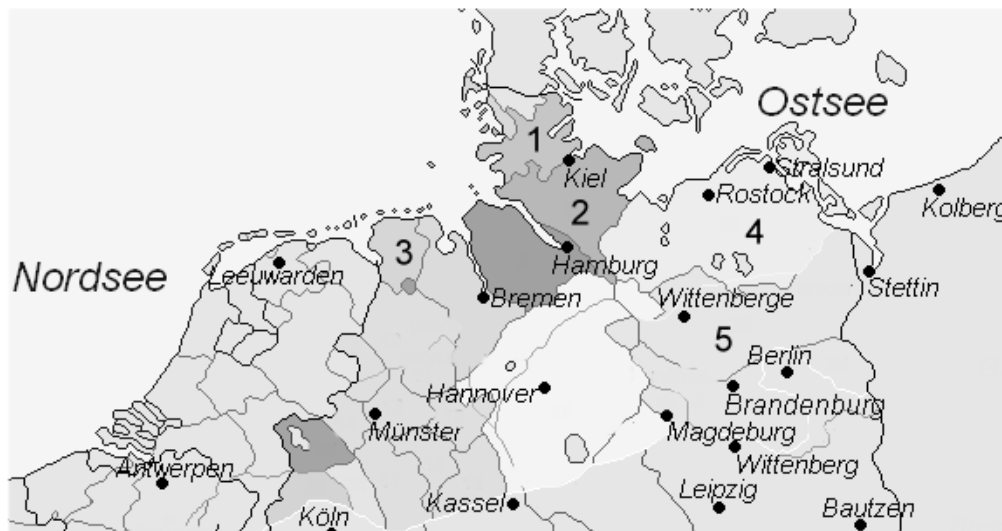 Ostsee
1
Kiel
Stralsund
Rostock
Kolberg
2
4
3
Hamburg
Nordsee
Leeuwarden
Stettin
Bremen
Wittenberge
5
Berlin
Hannover
Brandenburg
Münster
Magdeburg
Wittenberg
Antwerpen
Kassel
Leipzig
Bautzen
Köln